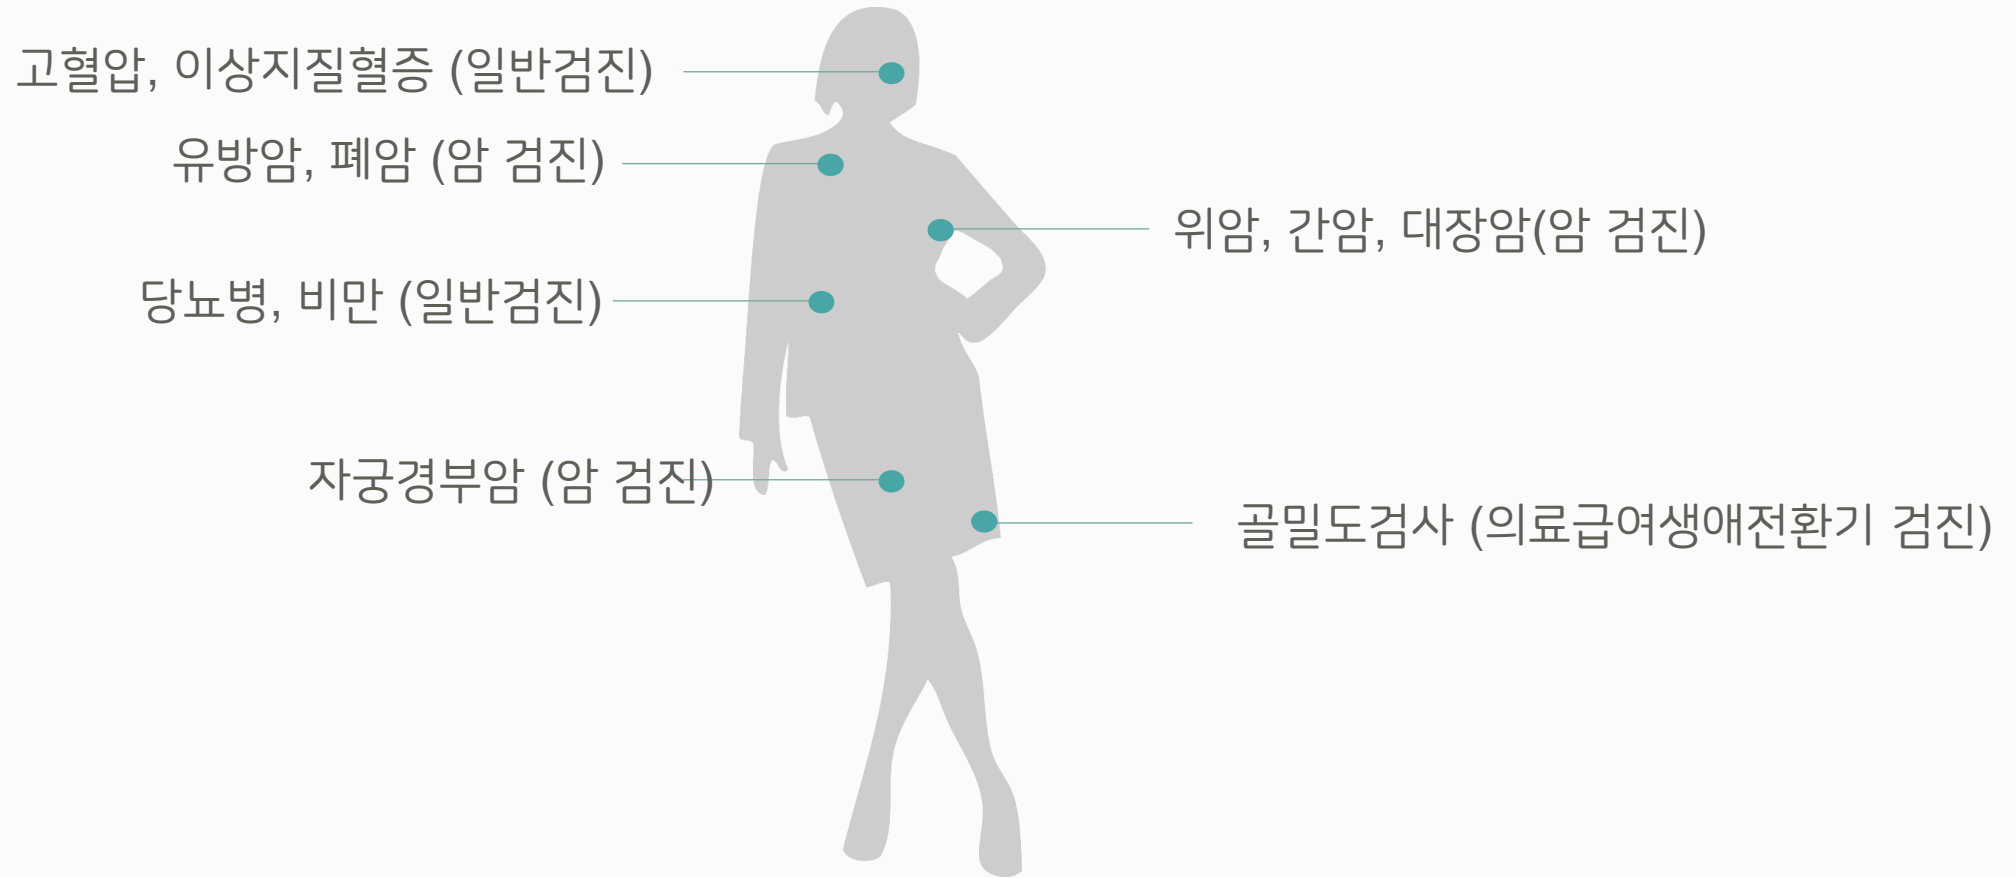 고혈압, 이상지질혈증 (일반검진)
유방암, 폐암 (암 검진)
위암, 간암, 대장암(암 검진)
당뇨병, 비만 (일반검진)
자궁경부암 (암 검진)
골밀도검사 (의료급여생애전환기 검진)